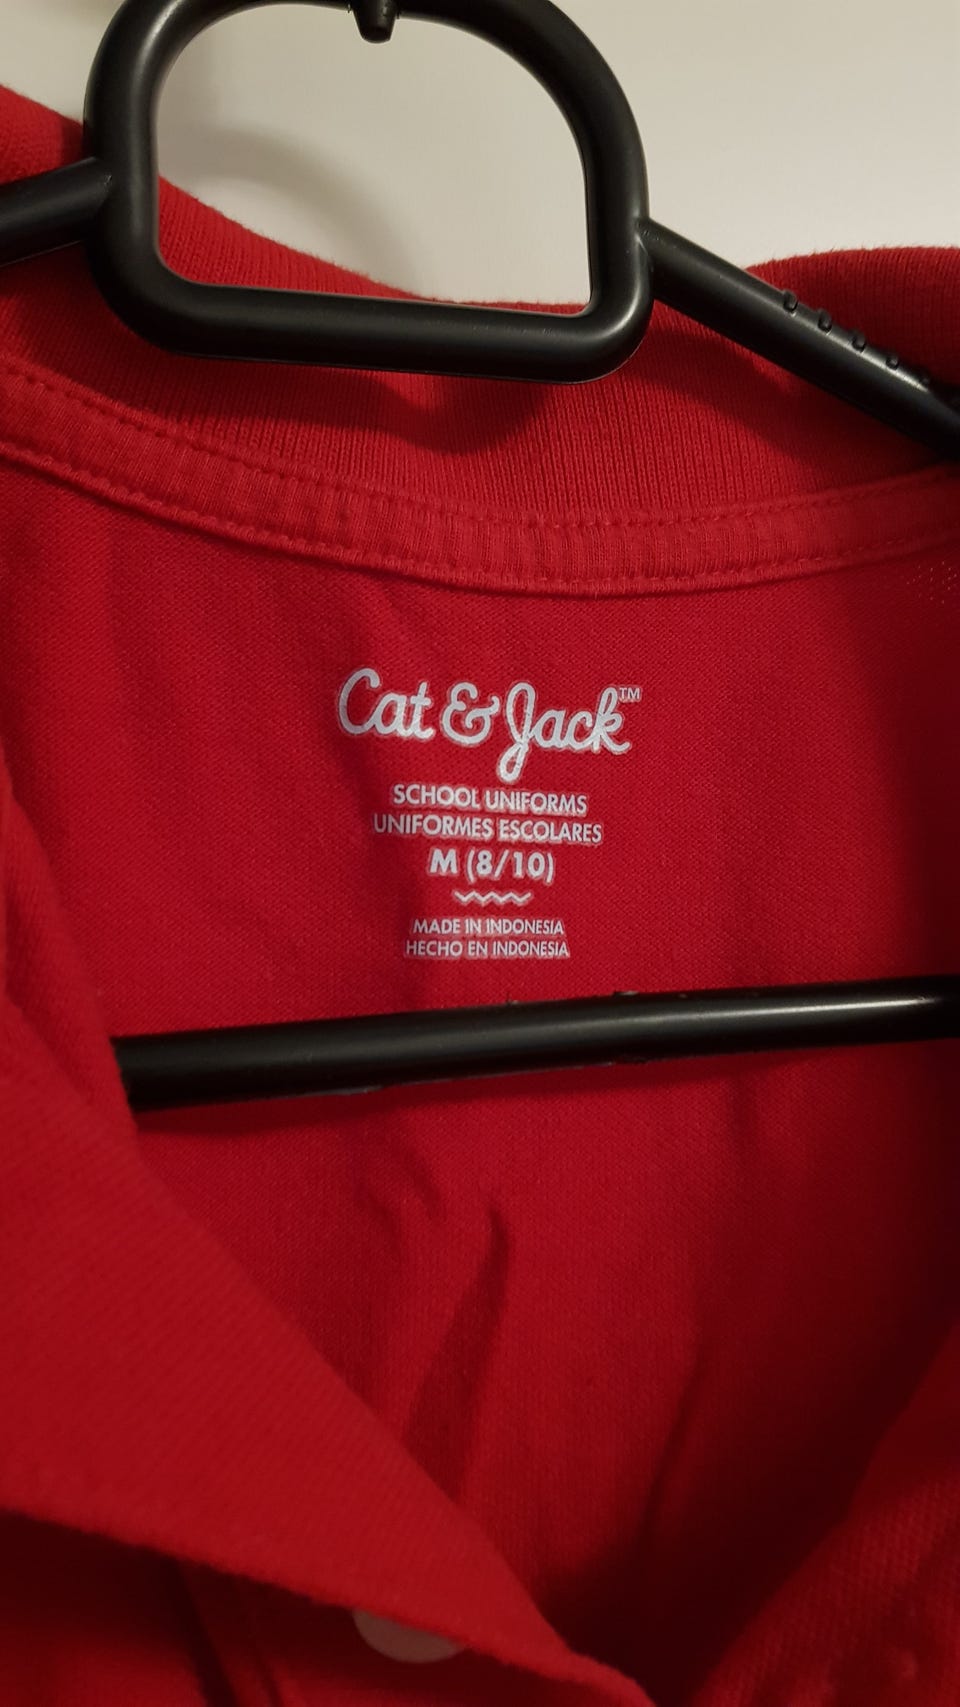 Cat & Jack™
SCHOOL UNIFORMS
UNIFORMES ESCOLARES
M (8/10)
MADE IN INDONESIA
HECHO EN INDONESIA